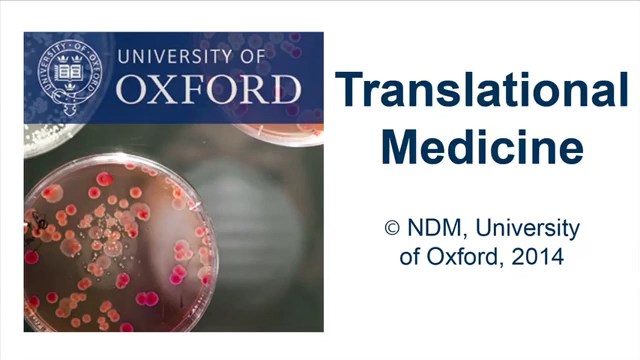 UNIVERSITY OF
OXFORD
Translational
Medicine
© NDM, University
of Oxford, 2014